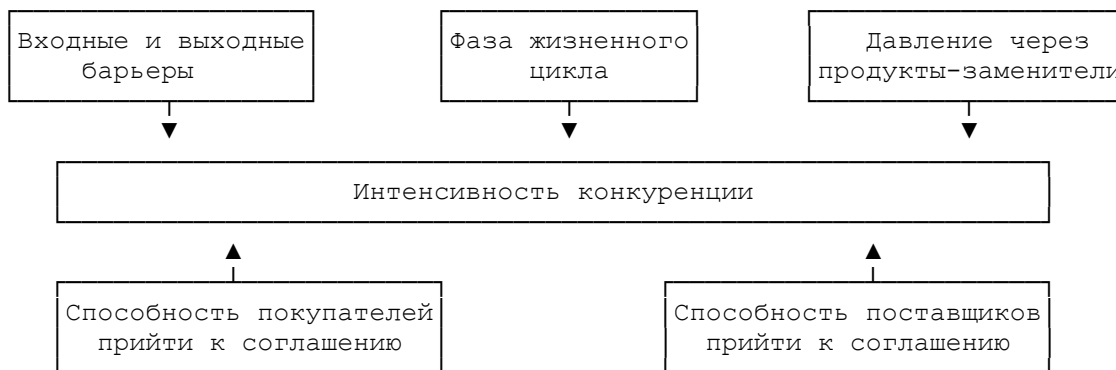 Входные и выходные
барьеры
Фаза жизненного
цикла
Давление через
продукты-заменители
Интенсивность конкуренции
Способность покупателей
прийти к соглашению
Способность поставщиков
прийти к соглашению